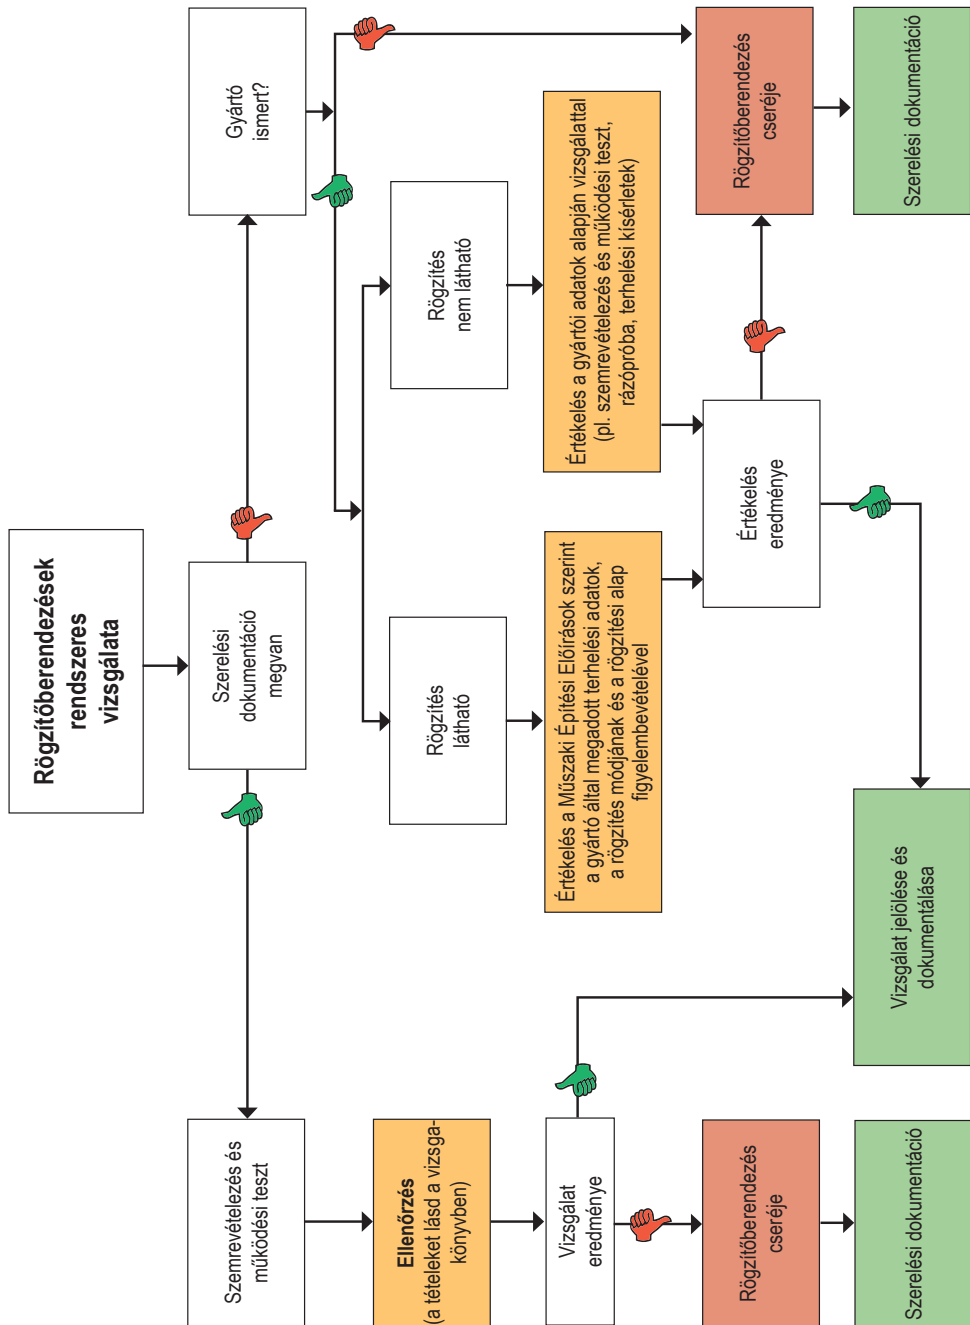 Rögzítőberendezések
rendszeres
vizsgálata
Szerelési
dokumentáció
megvan
Szemrevételezés és
működési teszt
Gyártó
ismert?
Ellenőrzés
(a tételeket lásd a vizsga-
könyvben)
Rögzítés
látható
Rögzítés
nem látható
Vizsgálat
eredménye
Értékelés a Műszaki Építési Előírások szerint
a gyártó által megadott terhelési adatok,
a rögzítés módjának és a rögzítési alap
figyelembevételével
Értékelés a gyártói adatok alapján vizsgálattal
(pl. szemrevételezés és működési teszt,
rázópróba, terhelési kísérletek)
Rögzítőberendezés
cseréje
Értékelés
eredménye
Rögzítőberendezés
cseréje
Szerelési dokumentáció
Vizsgálat jelölése és
dokumentálása
Szerelési dokumentáció